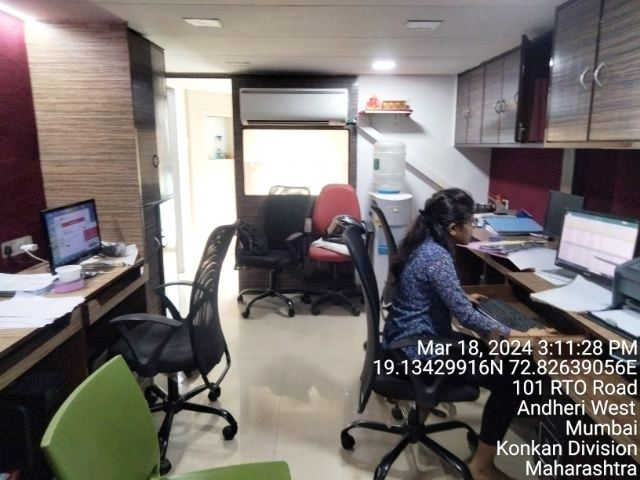 Mar 18, 2024 3:11:28 PM
19.13429916N 72.82639056E
101 RTO Road
Andheri West
Mumbai
Konkan Division
Maharashtra